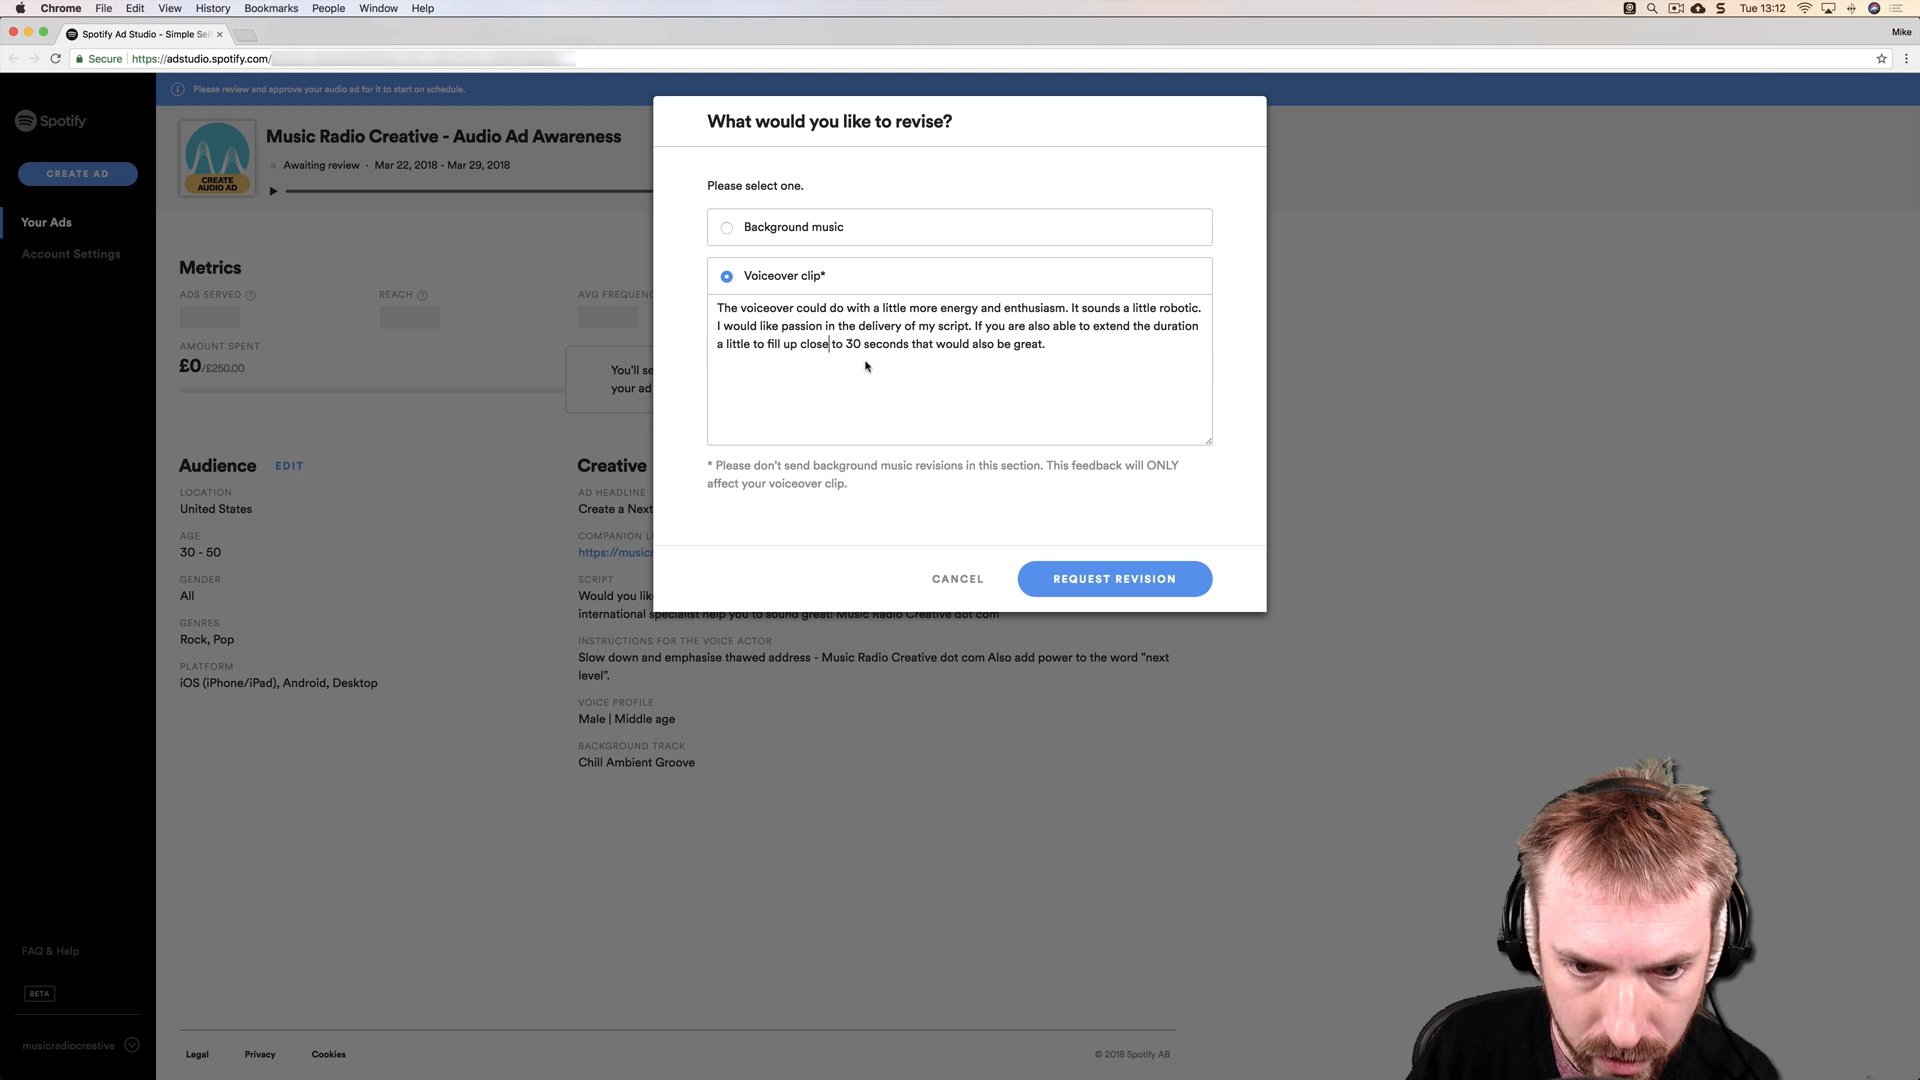 Chrome File Edit View History Bookmarks People Window Help
Tue 13:12
Spotify Ad Studio - Simple Sel
Mike
Secure https://adstudio.spotify.com/
Please review and approve your audio ad for it to start on schedule.
Spotify
CREATE AD
Your Ads
Account Settings
CREATE
AUDIO AD
Music Radio Creative - Audio Ad Awareness
Awaiting review · Mar 22, 2018 - Mar 29, 2018
Metrics
ADS SERVED
REACH
AVG FREQUENC
AMOUNT SPENT
£0/£250.00
You'll se
your ad
Audience EDIT
LOCATION
United States
AGE
30 - 50
GENDER
All
GENRES
Rock, Pop
PLATFORM
iOS (iPhone/iPad), Android, Desktop
Creative
AD HEADLINE
Create a Next
COMPANION L
https://music
SCRIPT
Would you lik
international specialist help you to sound great! Music Radio Creative dot com
INSTRUCTIONS FOR THE VOICE ACTOR
Slow down and emphasise thawed address - Music Radio Creative dot com Also add power to the word "next
level".
VOICE PROFILE
Male | Middle age
BACKGROUND TRACK
Chill Ambient Groove
What would you like to revise?
Please select one.
Background music
Voiceover clip*
The voiceover could do with a little more energy and enthusiasm. It sounds a little robotic.
I would like passion in the delivery of my script. If you are also able to extend the duration
a little to fill up close to 30 seconds that would also be great.
* Please don't send background music revisions in this section. This feedback will ONLY
affect your voiceover clip.
CANCEL
REQUEST REVISION
FAQ & Help
BETA
musicradiocreative
Legal Privacy Cookies
© 2018 Spotify AB